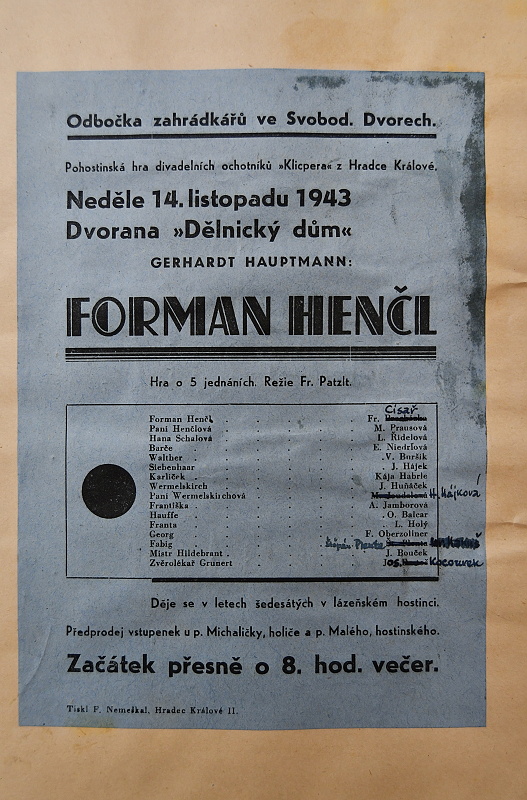 Odbočka zahrádkářů ve Svobod. Dvorech.
Pohostinská hra divadelních ochotníků »Klicpera« z Hradce Králové.
Neděle 14. listopadu 1943
Dvorana »Dělnický dům«
GERHARDT HAUPTMANN:
FORMAN HENČL
Hra o 5 jednáních. Režie Fr. Patzlt.
Forman Henčl . . . . . Fr. Císař
Paní Henčlová . . . . . M. Prausová
Hana Schalová . . . . . L. Řidelová
Barče . . . . . E. Niedrlová
Walther . . . . . V. Buršík
Siebenhaar . . . . . J. Hájek
Karlíček . . . . . Kája Habrle
Wermelskirch . . . . . J. Huňáček
Paní Wermelskirchová . . . . . H. Hájková
Františka . . . . . A. Jamborová
Hauffe . . . . . O. Balcar
Franta . . . . . L. Holý
Georg . . . . . F. Oberzollner
Fabig . . . . . Štěpán
Mistr Hildebrant . . . . . J. Bouček
Zvěrolékař Grunert . . . . . Jos. Kocourek
Děje se v letech šedesátých v lázeňském hostinci.
Předprodej vstupenek u p. Michaličky, holiče a p. Malého, hostinského.
Začátek přesně o 8. hod. večer.
Tiskl F. Nemeškal, Hradec Králové II.